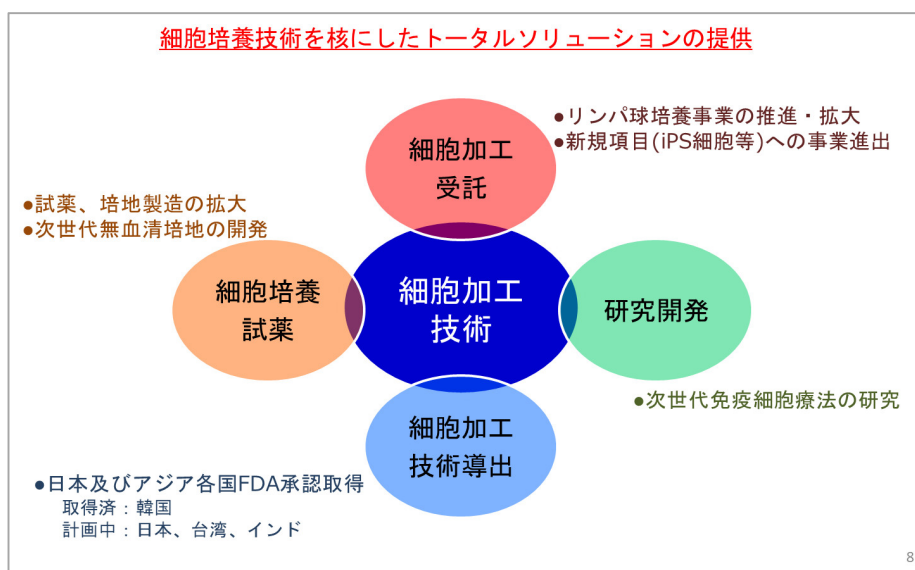 細胞培養技術を核にしたトータルソリューションの提供
細胞加工
受託
●リンパ球培養事業の推進・拡大
●新規項目(iPS細胞等)への事業進出
●試薬、培地製造の拡大
●次世代無血清培地の開発
細胞培養
試薬
細胞加工
技術
研究開発
●次世代免疫細胞療法の研究
細胞加工
技術導出
●日本及びアジア各国FDA承認取得
取得済：韓国
計画中：日本、台湾、インド
8